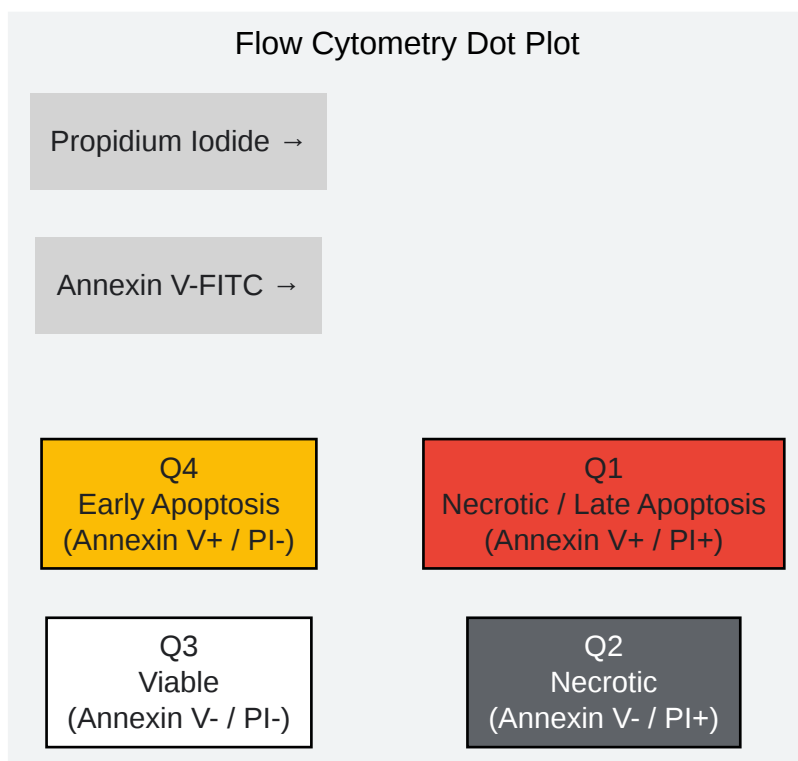 Flow Cytometry Dot Plot
Propidium Iodide →
Annexin V-FITC →
Q4
Early Apoptosis
(Annexin V+ / PI-)
Q1
Necrotic / Late Apoptosis
(Annexin V+ / PI+)
Q3
Viable
(Annexin V- / PI-)
Q2
Necrotic
(Annexin V- / PI+)